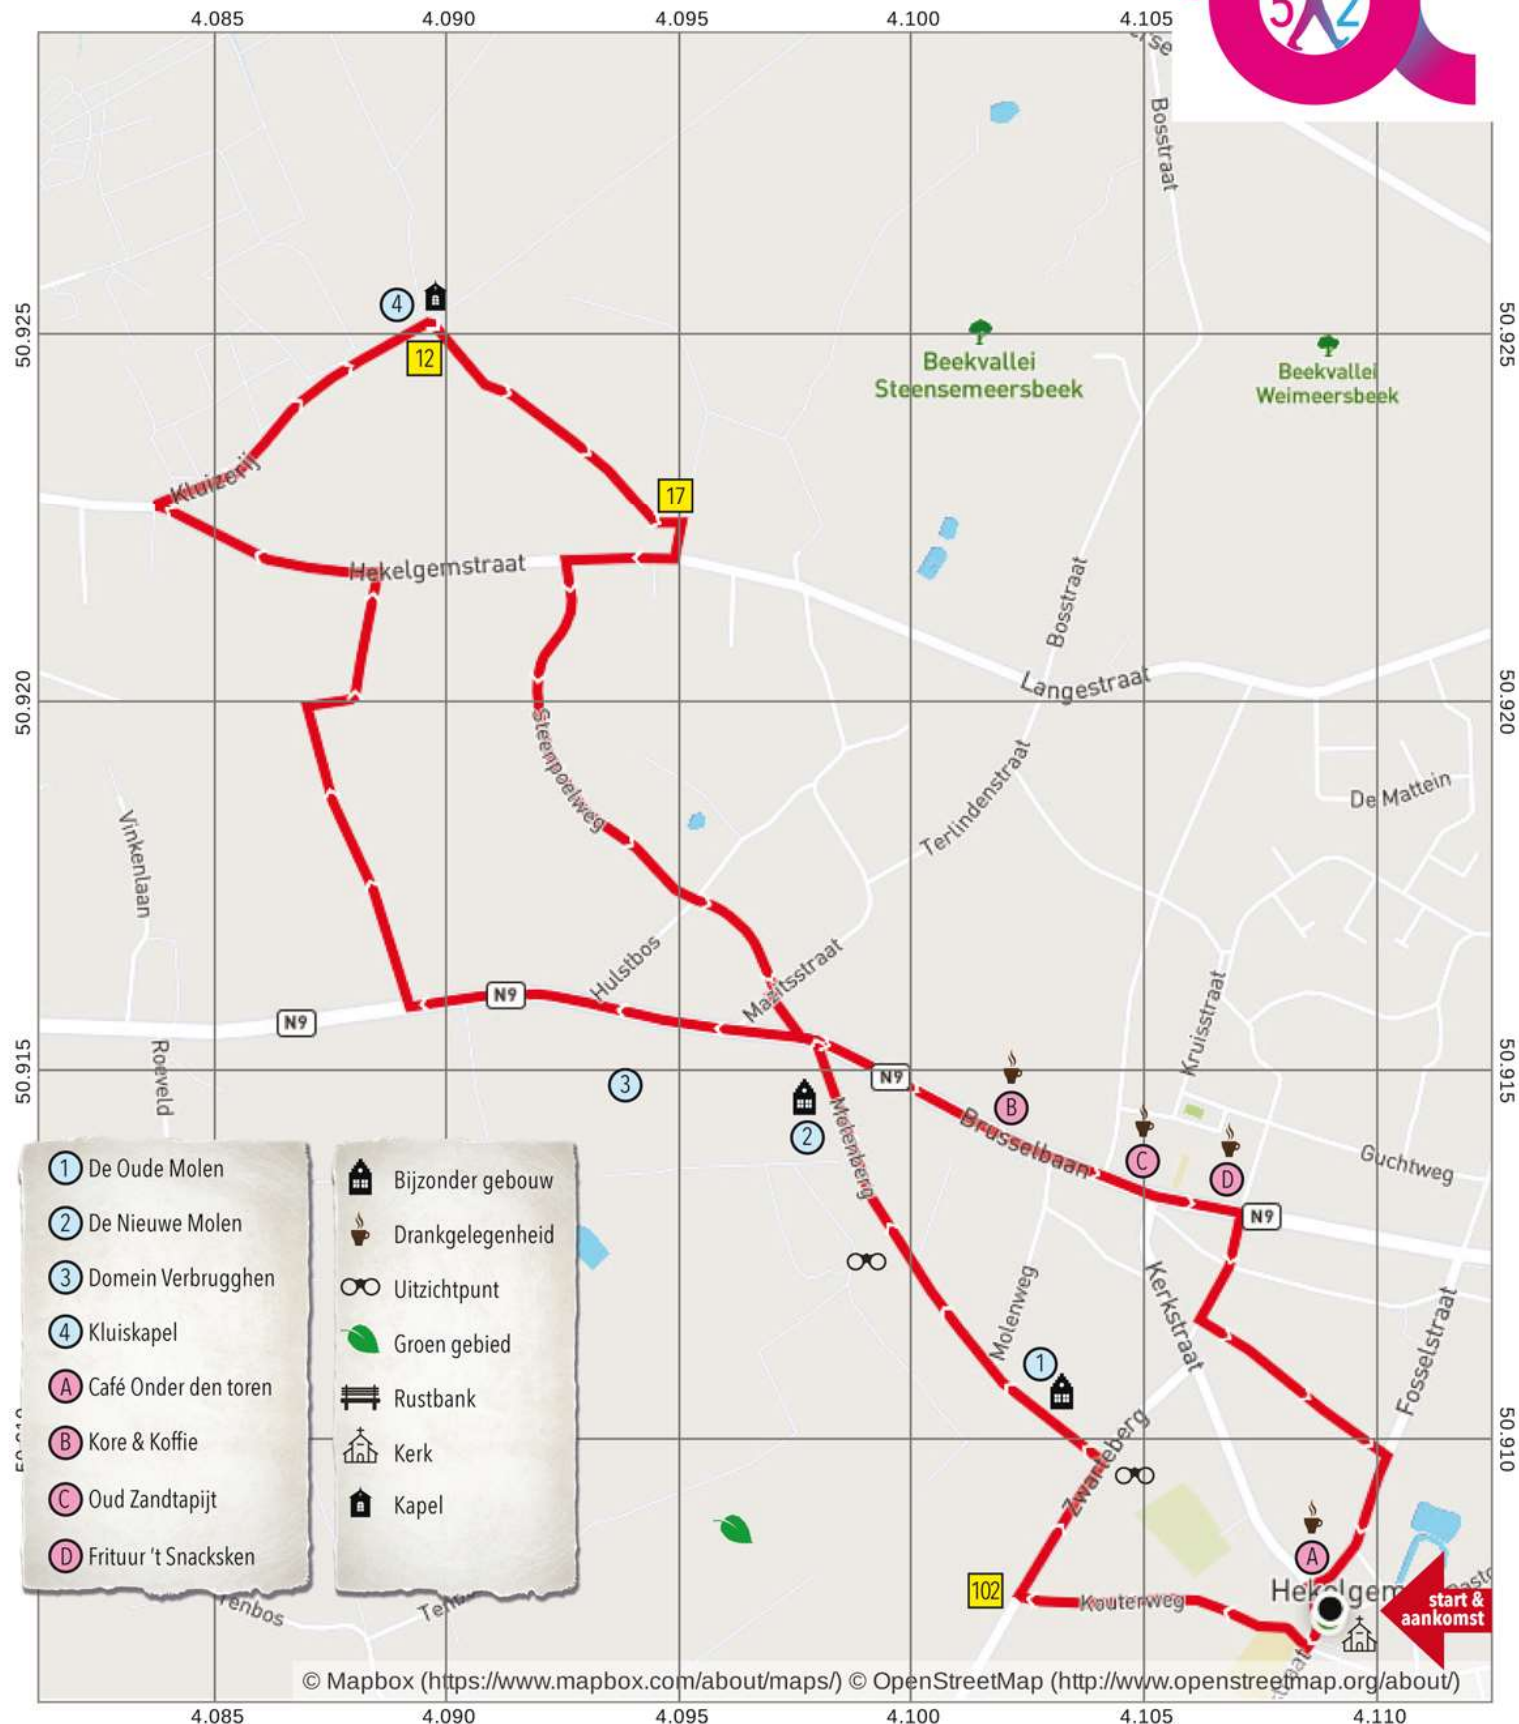 4.085
4.090
4.095
4.100
4.105
5 2
Bosstraat
50.925
50.925
4
12
Beekvallei
Steensemeersbeek
Beekvallei
Weimeersbeek
Kluizerij
17
Hekelgemstraat
Bosstraat
Langestraat
50.920
50.920
Steenpoelweg
Terlindenstraat
De Mattein
Vinkenlaan
Hulstbos
Mazitsstraat
Kruisstraat
N9
N9
Roeveld
50.915
50.915
3
N9
B
2
Molenberg
Brusselbaan
C
D
Guchtweg
N9
1 De Oude Molen
2 De Nieuwe Molen
3 Domein Verbrugghen
4 Kluiskapel
A Café Onder den toren
B Kore & Koffie
C Oud Zandtapijt
D Frituur 't Snacksken
Bijzonder gebouw
Drankgelegenheid
Uitzichtpunt
Groen gebied
Rustbank
Kerk
Kapel
Molenweg
Kerkstraat
Fosselstraat
1
50.910
Zwarteberg
A
102
Kouterweg
Hekelgem
start &
aankomst
© Mapbox (https://www.mapbox.com/about/maps/) © OpenStreetMap (http://www.openstreetmap.org/about/)
4.085
4.090
4.095
4.100
4.105
4.110